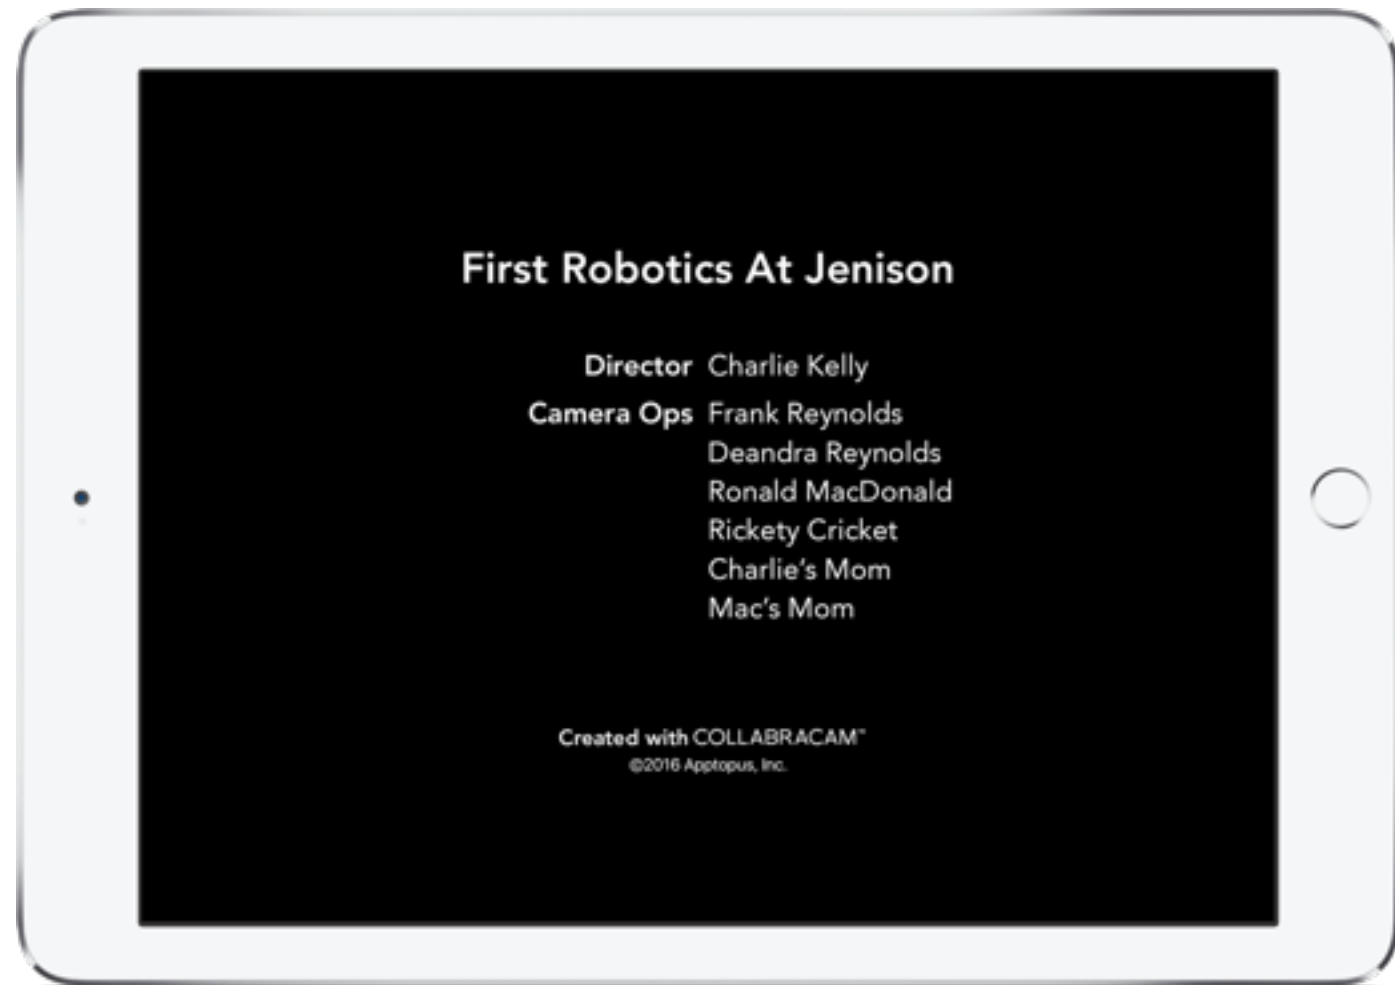 First Robotics At Jenison
Director Charlie Kelly
Camera Ops Frank Reynolds
Deandra Reynolds
Ronald MacDonald
Rickety Cricket
Charlie's Mom
Mac's Mom
Created with COLLABRACAM™
©2016 Apptopus, Inc.